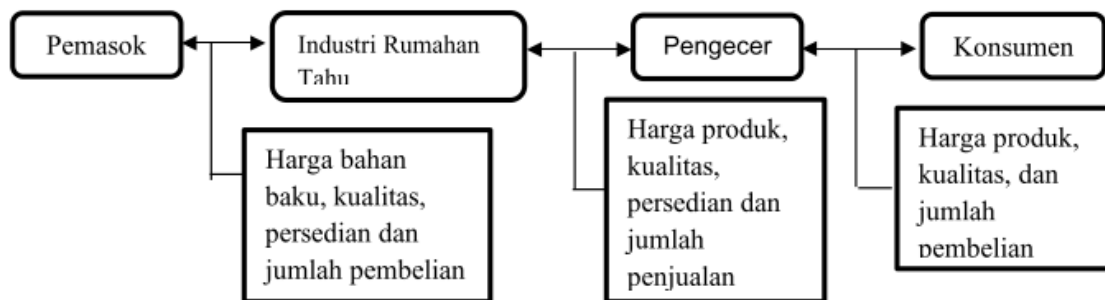 Pemasok
Industri Rumahan
Tahu
Pengecer
Konsumen
Harga bahan
baku, kualitas,
persedian dan
jumlah pembelian
Harga produk,
kualitas,
persedian dan
jumlah
penjualan
Harga produk,
kualitas, dan
jumlah
pembelian